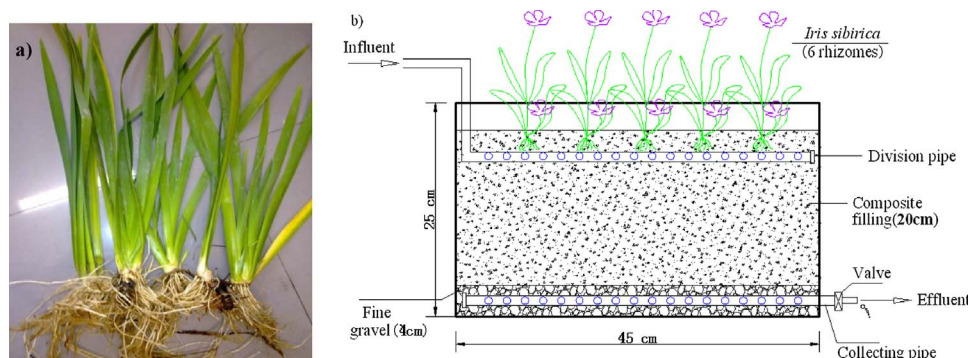 a)
b)
Influent
Iris sibirica
(6 rhizomes)
Division pipe
25 cm
Composite
filling(20cm)
Valve
Effluent
Fine
gravel (4cm)
45 cm
Collecting pipe